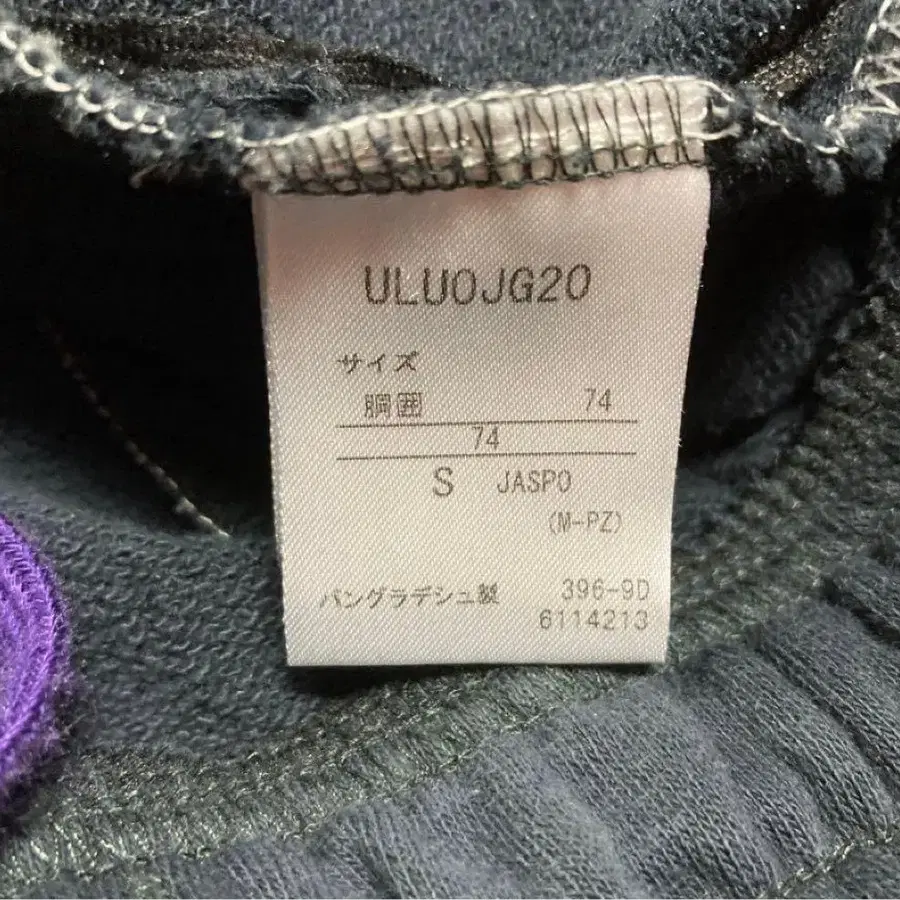 ULU0JG20
サイズ
胴囲 74
74
S JASPO
(M-PZ)
バングラデシュ製 396-9D
6114213